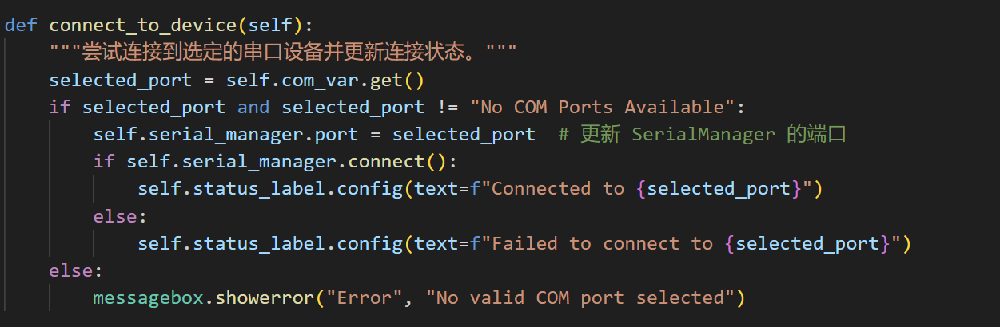 def connect_to_device(self):
    """尝试连接到选定的串口设备并更新连接状态。"""
    selected_port = self.com_var.get()
    if selected_port and selected_port != "No COM Ports Available":
        self.serial_manager.port = selected_port  # 更新 SerialManager 的端口
        if self.serial_manager.connect():
            self.status_label.config(text=f"Connected to {selected_port}")
        else:
            self.status_label.config(text=f"Failed to connect to {selected_port}")
    else:
        messagebox.showerror("Error", "No valid COM port selected")